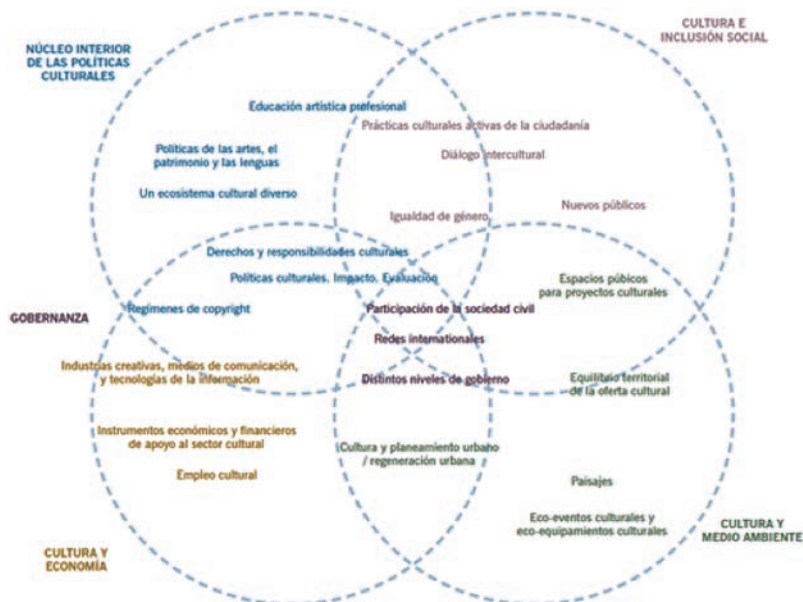 CULTURA E
INCLUSIÓN SOCIAL
NÚCLEO INTERIOR
DE LAS POLÍTICAS
CULTURALES
Educación artística profesional
Prácticas culturales activas de la ciudadanía
Políticas de las artes, el
patrimonio y las lenguas
Diálogo intercultural
Un ecosistema cultural diverso
Nuevos públicos
Igualdad de género
Derechos y responsabilidades culturales
Políticas culturales. Impacto. Evaluación
Espacios púbicos
para proyectos culturales
GOBERNANZA
Regímenes de copyright
Participación de la sociedad civil
Redes internationales
Industrias creativas, medios de comunicación,
y tecnologías de la información
Distintos niveles de gobierno
Equilibrio territorial
de la oferta cultural
Instrumentos económicos y financieros
de apoyo al sector cultural
Cultura y planeamiento urbano
/ regeneración urbana
Empleo cultural
Paisajes
Eco-eventos culturales y
eco-equipamientos culturales
CULTURA Y
MEDIO AMBIENTE
CULTURA Y
ECONOMÍA